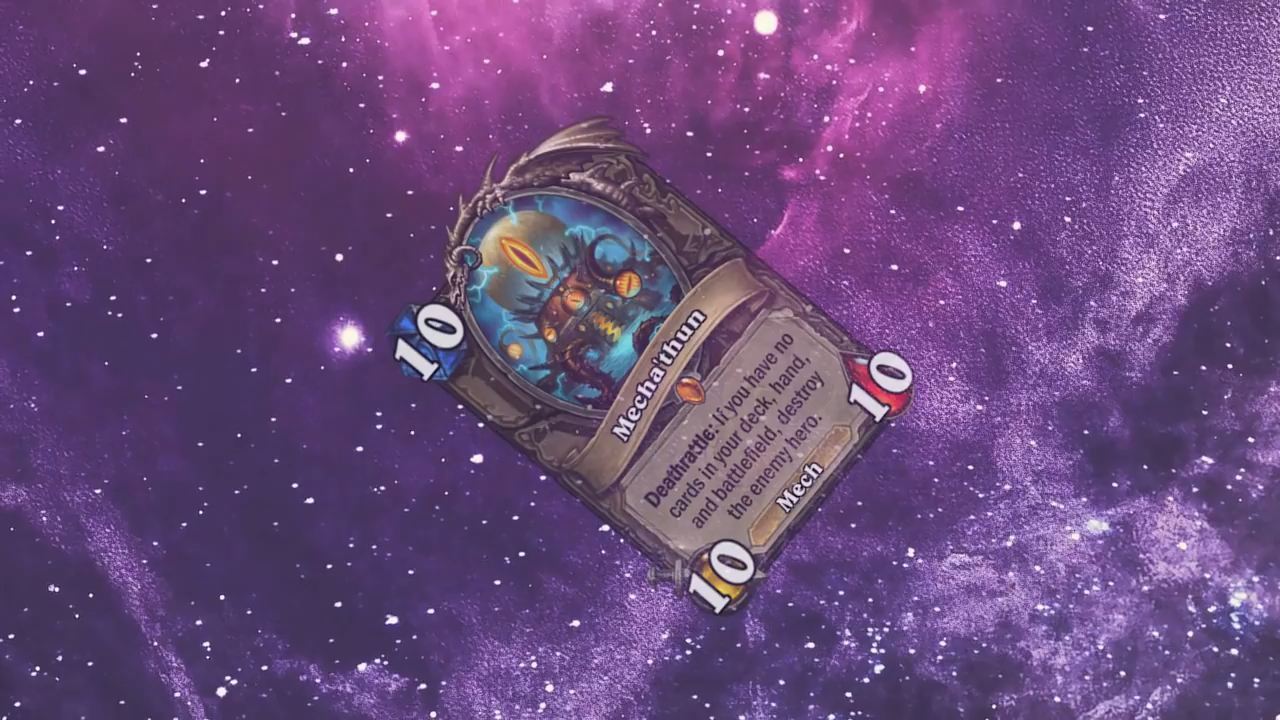 10
Mecha'thun
Deathrattle: If you have no
cards in your deck, hand,
and battlefield, destroy
the enemy hero.
10
Mech
10